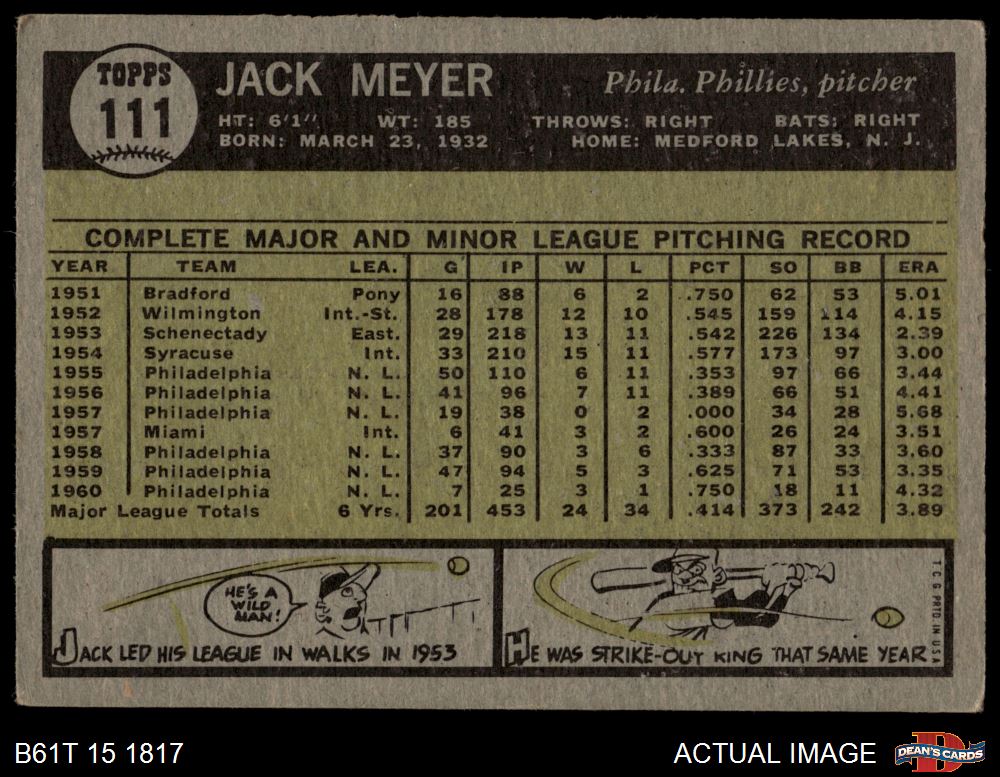 TOPPS
111
JACK MEYER
Phila. Phillies, pitcher
HT: 6'1" WT: 185 THROWS: RIGHT BATS: RIGHT
BORN: MARCH 23, 1932 HOME: MEDFORD LAKES, N. J.
COMPLETE MAJOR AND MINOR LEAGUE PITCHING RECORD
YEAR TEAM LEA. G IP W L PCT SO BB ERA
1951 Bradford Pony 16 88 6 2 .750 62 53 5.01
1952 Wilmington Int.-St. 28 178 12 10 .545 159 114 4.15
1953 Schenectady East. 29 218 13 11 .542 226 134 2.39
1954 Syracuse Int. 33 210 15 11 .577 173 97 3.00
1955 Philadelphia N. L. 50 110 6 11 .353 97 66 3.44
1956 Philadelphia N. L. 41 96 7 11 .389 66 51 4.41
1957 Philadelphia N. L. 19 38 0 2 .000 34 28 5.68
1957 Miami Int. 6 41 3 2 .600 26 24 3.51
1958 Philadelphia N. L. 37 90 3 6 .333 87 33 3.60
1959 Philadelphia N. L. 47 94 5 3 .625 71 53 3.35
1960 Philadelphia N. L. 7 25 3 1 .750 18 11 4.32
Major League Totals 6 Yrs. 201 453 24 34 .414 373 242 3.89
HE'S A
WILD
MAN!
JACK LED HIS LEAGUE IN WALKS IN 1953
HE WAS STRIKE-OUT KING THAT SAME YEAR
T.C.G. PRTD. IN U.S.A.
B61T 15 1817
ACTUAL IMAGE
D
DEAN'S CARDS